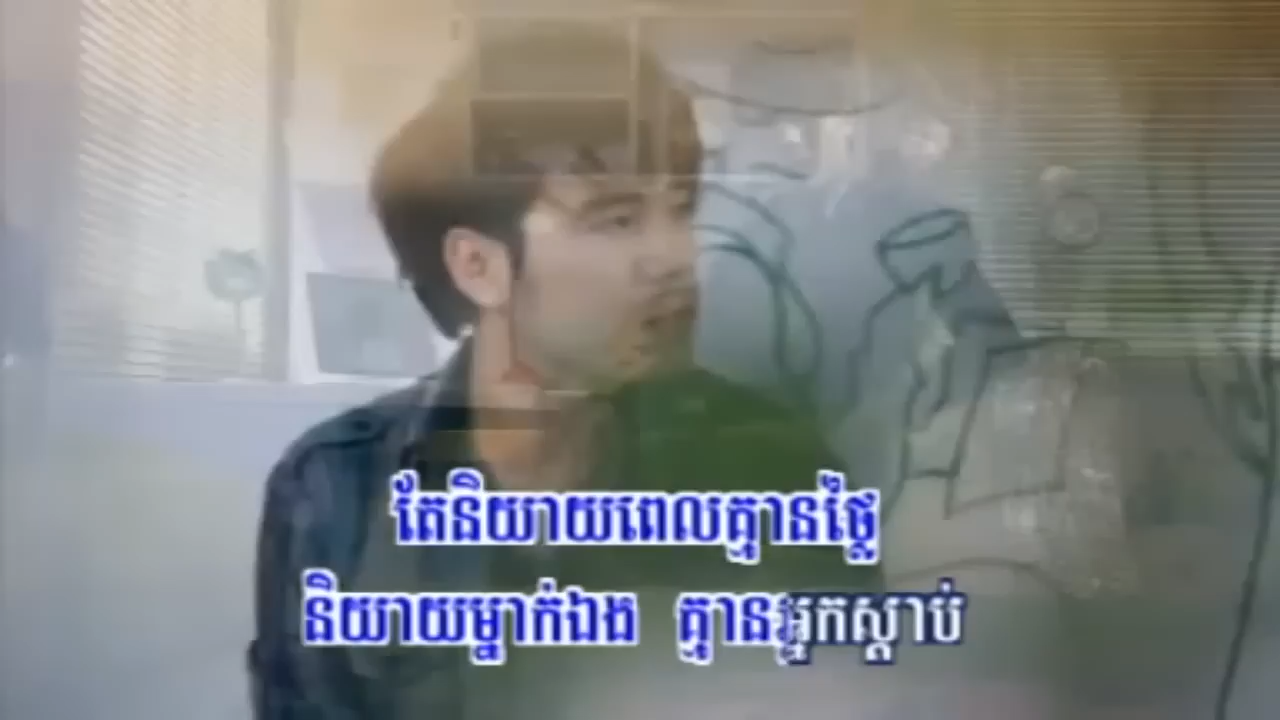 តែនិយាយពេលគ្មានថ្លៃ
និយាយម្នាក់ឯង គ្មានអ្នកស្តាប់